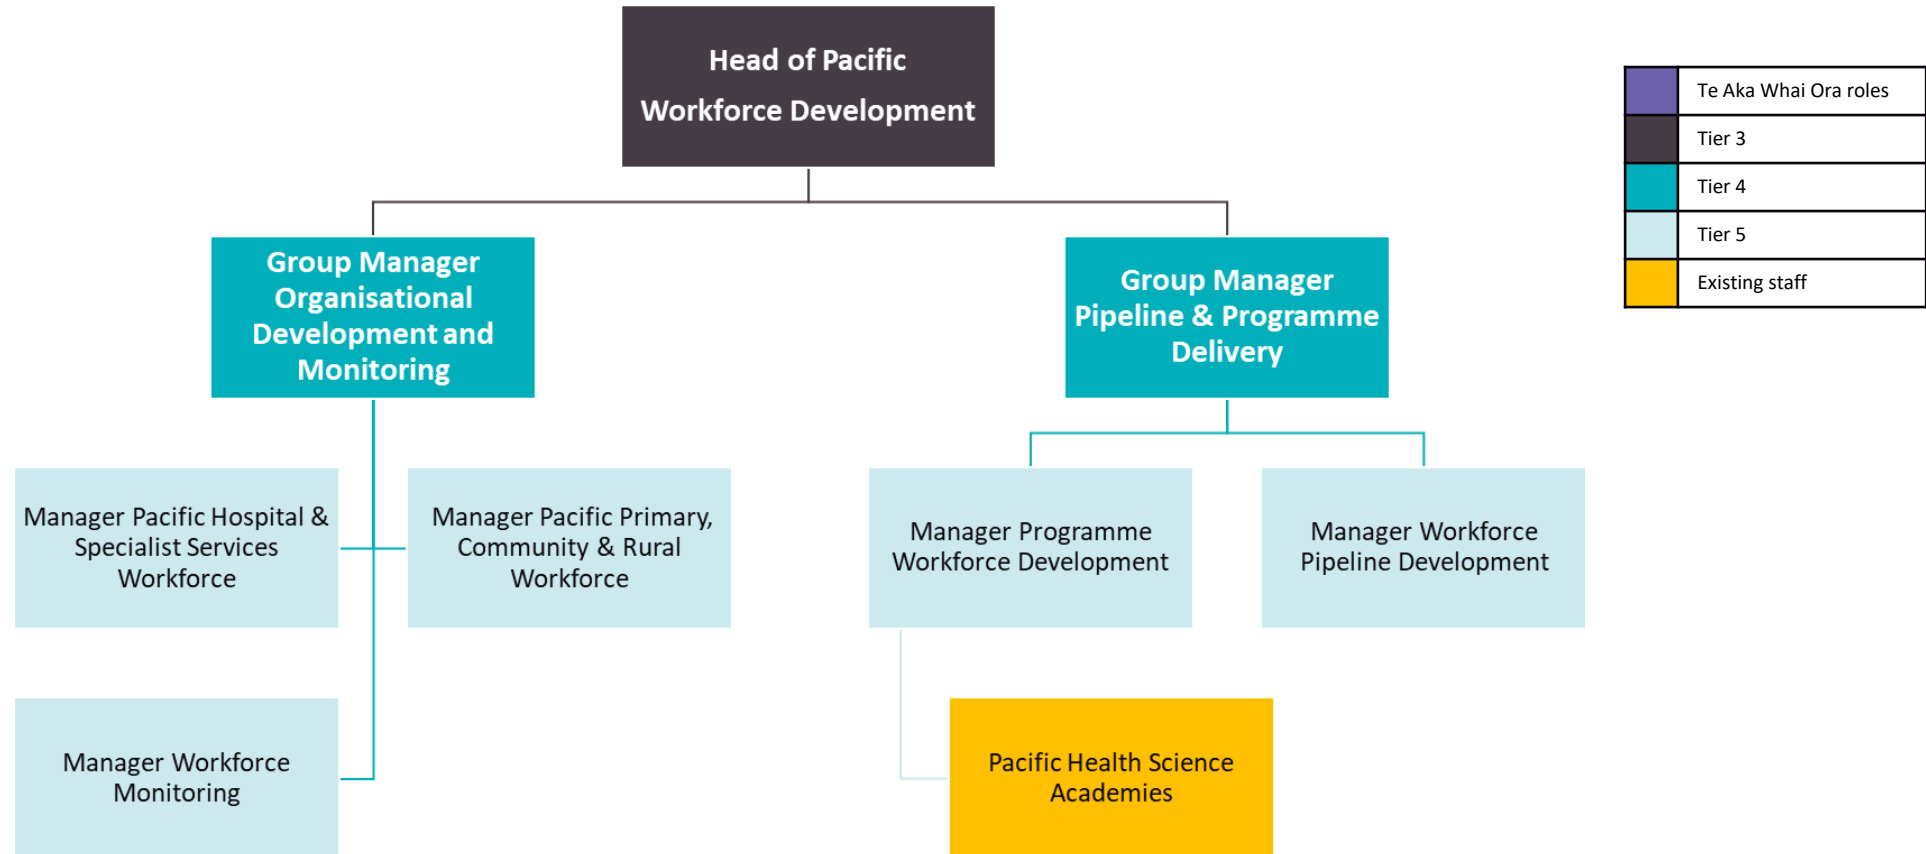 Head of Pacific
Workforce Development
Te Aka Whai Ora roles
Tier 3
Tier 4
Tier 5
Existing staff
Group Manager
Organisational
Development and
Monitoring
Group Manager
Pipeline & Programme
Delivery
Manager Pacific Hospital &
Specialist Services
Workforce
Manager Pacific Primary,
Community & Rural
Workforce
Manager Programme
Workforce Development
Manager Workforce
Pipeline Development
Manager Workforce
Monitoring
Pacific Health Science
Academies